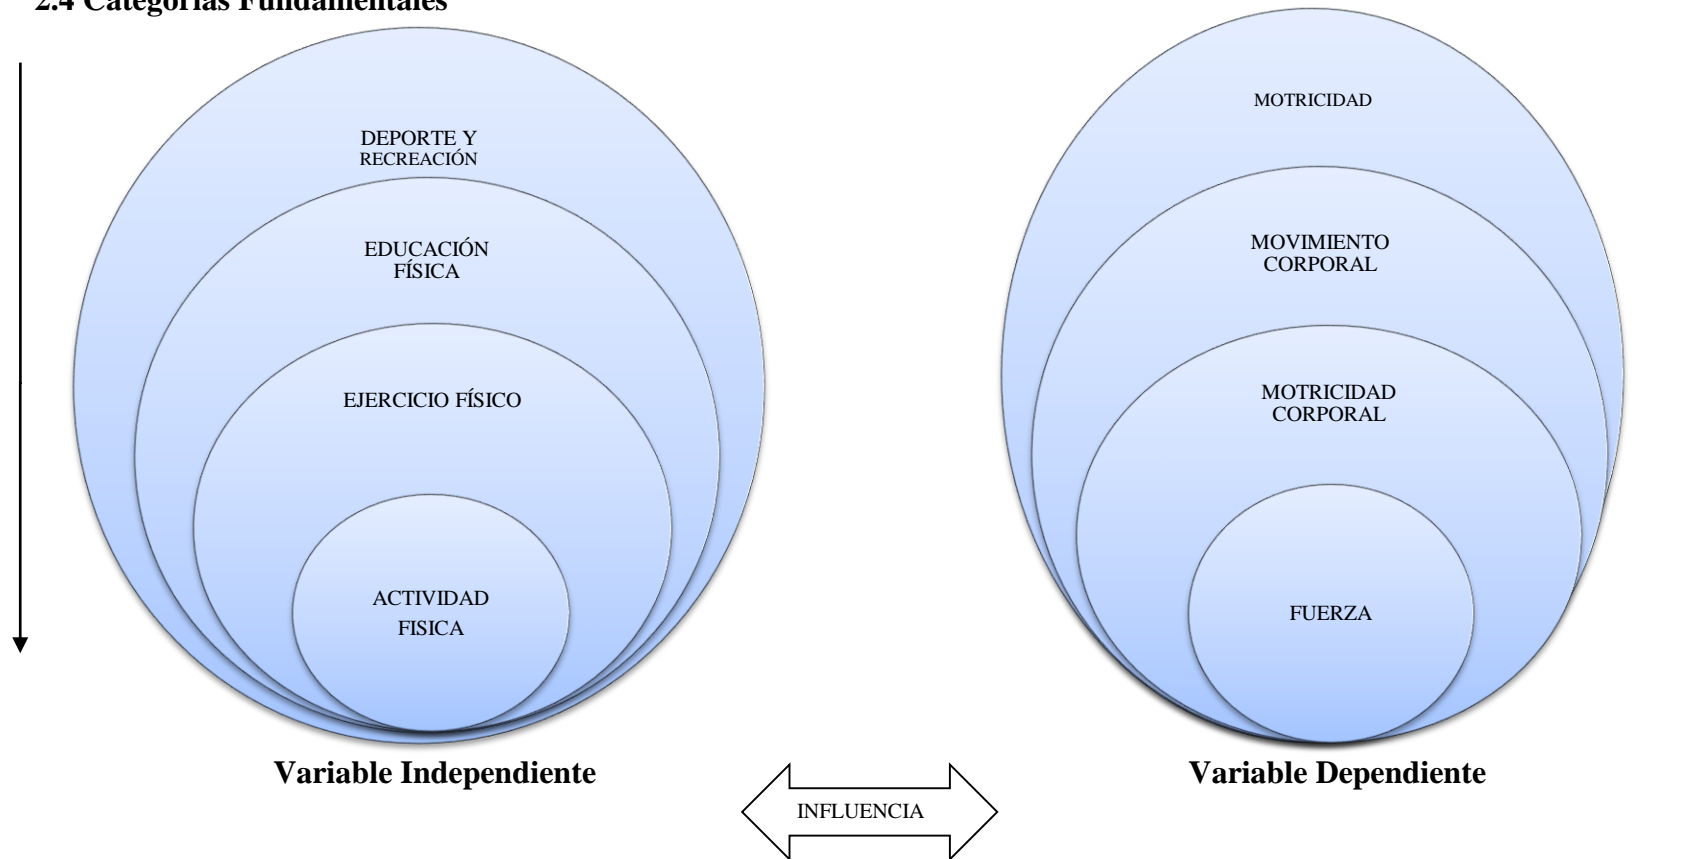 2.4 Categorías Fundamentales
DEPORTE Y
RECREACIÓN
EDUCACIÓN
FÍSICA
EJERCICIO FÍSICO
ACTIVIDAD
FISICA
Variable Independiente
MOTRICIDAD
MOVIMIENTO
CORPORAL
MOTRICIDAD
CORPORAL
FUERZA
Variable Dependiente
INFLUENCIA